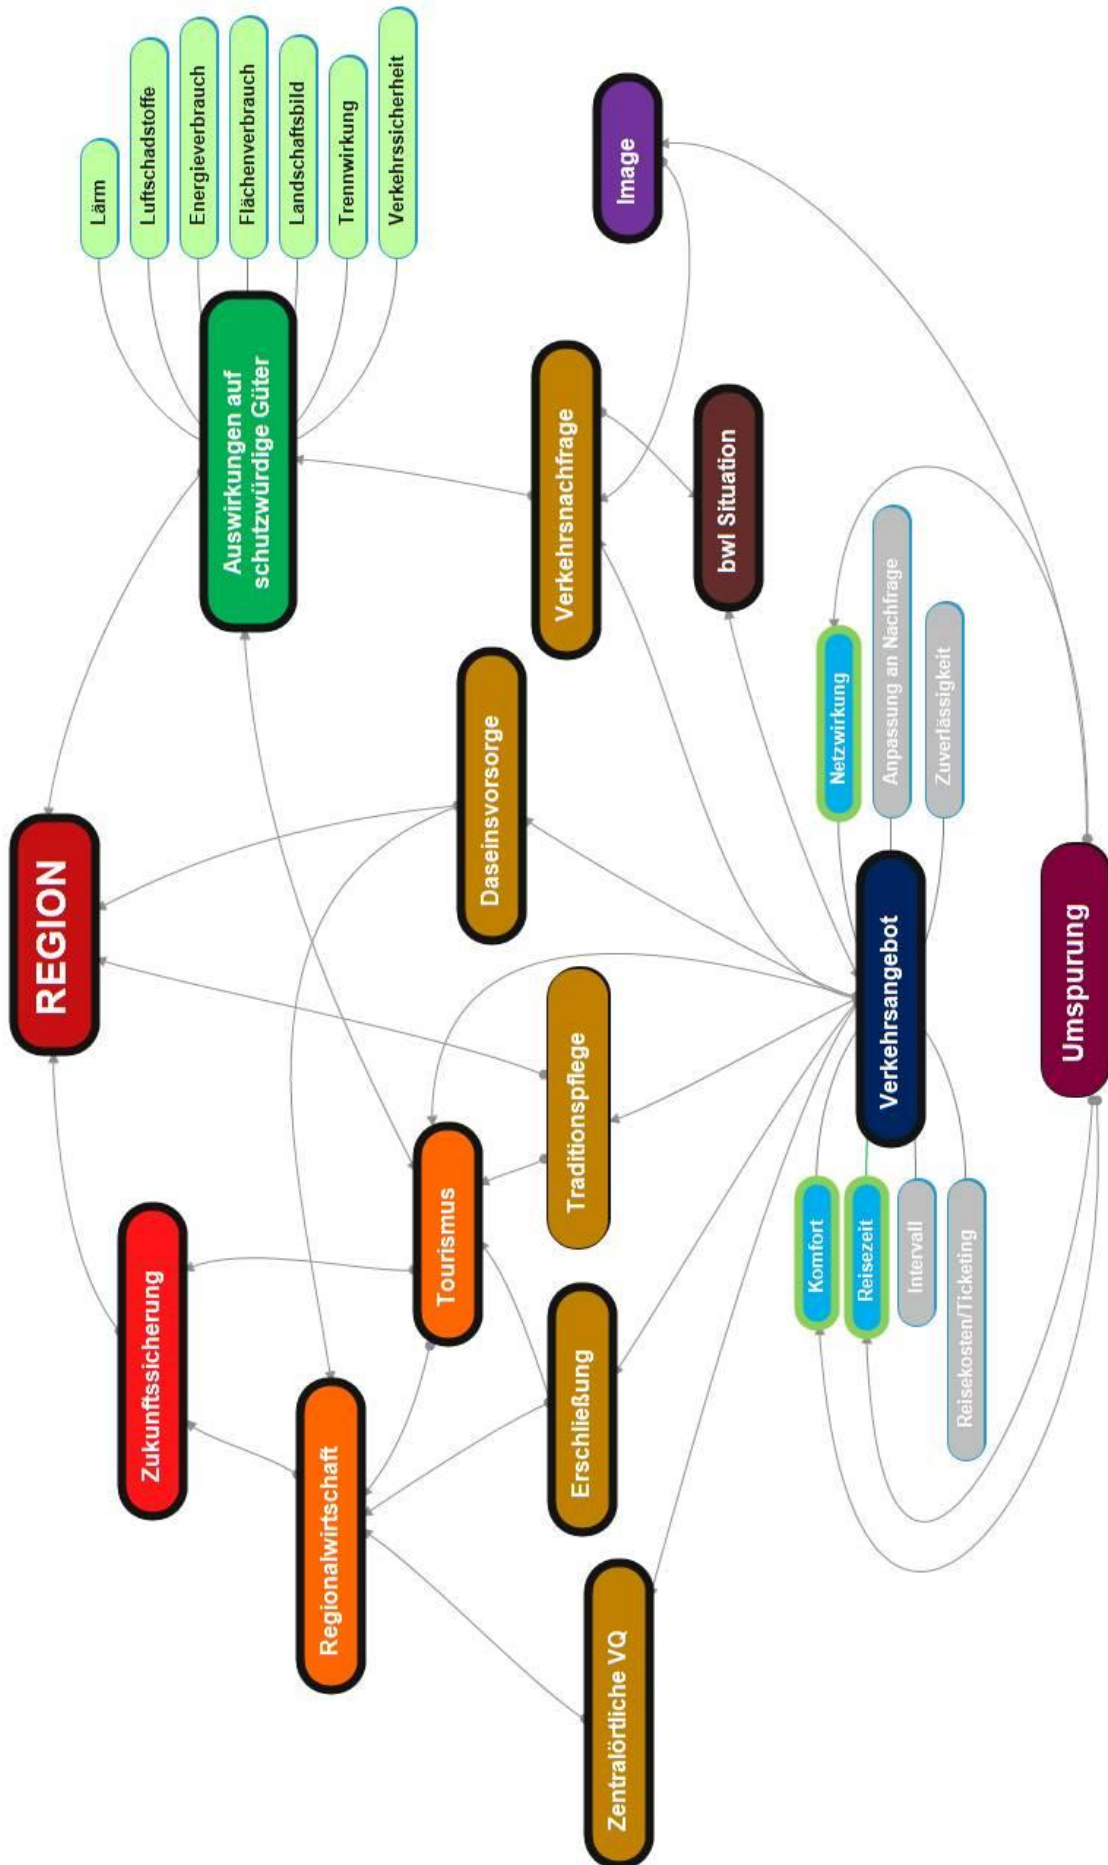 REGION
Zukunftssicherung
Regionalwirtschaft
Tourismus
Auswirkungen auf
schutzwürdige Güter
Lärm
Luftschadstoffe
Energieverbrauch
Flächenverbrauch
Landschaftsbild
Trennwirkung
Verkehrssicherheit
Zentralörtliche VQ
Erschließung
Traditionspflege
Daseinsvorsorge
Verkehrsnachfrage
Image
bwl Situation
Komfort
Reisezeit
Intervall
Reisekosten/Ticketing
Verkehrsangebot
Netzwirkung
Anpassung an Nachfrage
Zuverlässigkeit
Umspurung